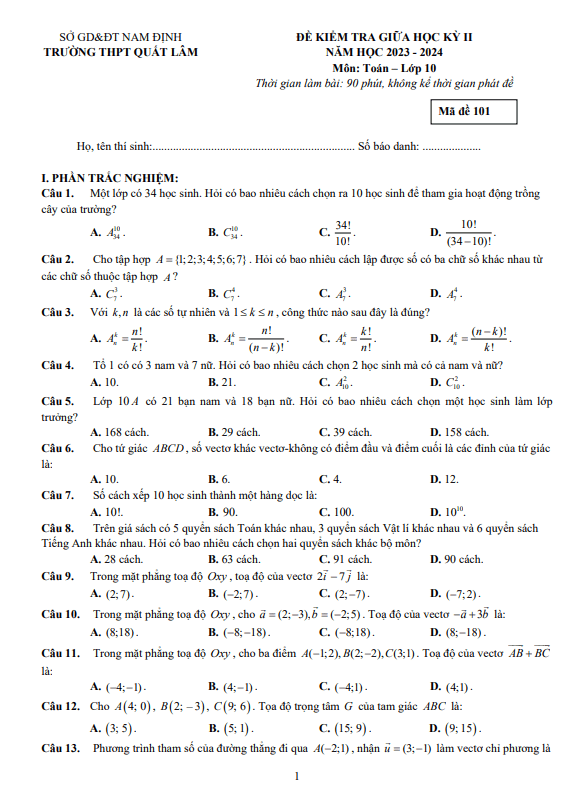 SỞ GD&ĐT NAM ĐỊNH
TRƯỜNG THPT QUẤT LÂM
ĐỀ KIỂM TRA GIỮA HỌC KỲ II
NĂM HỌC 2023 - 2024
Môn: Toán – Lớp 10
Thời gian làm bài: 90 phút, không kể thời gian phát đề
Mã đề 101
Họ, tên thí sinh:..................................................................... Số báo danh: ....................
I. PHẦN TRẮC NGHIỆM:
Câu 1. Một lớp có 34 học sinh. Hỏi có bao nhiêu cách chọn ra 10 học sinh để tham gia hoạt động trồng
cây của trường?
A. $A_{34}^{10}$. B. $C_{34}^{10}$. C. $\frac{34!}{10!}$. D. $\frac{10!}{(34-10)!}$.
Câu 2. Cho tập hợp A = {1;2;3;4;5;6;7}. Hỏi có bao nhiêu cách lập được số có ba chữ số khác nhau từ
các chữ số thuộc tập hợp A?
A. $C_7^3$. B. $C_7^4$. C. $A_7^3$. D. $A_7^4$.
Câu 3. Với k,n là các số tự nhiên và 1 ≤ k ≤ n, công thức nào sau đây là đúng?
A. $A_n^k = \frac{n!}{k!}$. B. $A_n^k = \frac{n!}{(n-k)!}$. C. $A_n^k = \frac{k!}{n!}$. D. $A_n^k = \frac{(n-k)!}{k!}$.
Câu 4. Tổ 1 có có 3 nam và 7 nữ. Hỏi có bao nhiêu cách chọn 2 học sinh mà có cả nam và nữ?
A. 10. B. 21. C. $A_{10}^2$. D. $C_{10}^2$.
Câu 5. Lớp 10A có 21 bạn nam và 18 bạn nữ. Hỏi có bao nhiêu cách chọn một học sinh làm lớp
trưởng?
A. 168 cách. B. 29 cách. C. 39 cách. D. 158 cách.
Câu 6. Cho tứ giác ABCD, số vectơ khác vectơ-không có điểm đầu và điểm cuối là các đỉnh của tứ giác
là:
A. 10. B. 6. C. 4. D. 12.
Câu 7. Số cách xếp 10 học sinh thành một hàng dọc là:
A. 10!. B. 90. C. 100. D. $10^{10}$.
Câu 8. Trên giá sách có 5 quyển sách Toán khác nhau, 3 quyển sách Vật lí khác nhau và 6 quyển sách
Tiếng Anh khác nhau. Hỏi có bao nhiêu cách chọn hai quyển sách khác bộ môn?
A. 28 cách. B. 63 cách. C. 91 cách. D. 90 cách.
Câu 9. Trong mặt phẳng toạ độ Oxy, toạ độ của vectơ $2\vec{i} - 7\vec{j}$ là:
A. (2;7). B. (−2;7). C. (2;−7). D. (−7;2).
Câu 10. Trong mặt phẳng toạ độ Oxy, cho $\vec{a} = (2;-3), \vec{b} = (-2;5)$. Toạ độ của vectơ $-\vec{a} + 3\vec{b}$ là:
A. (8;18). B. (−8;−18). C. (−8;18). D. (8;−18).
Câu 11. Trong mặt phẳng toạ độ Oxy, cho ba điểm A(−1;2), B(2;−2), C(3;1). Toạ độ của vectơ $\overrightarrow{AB} + \overrightarrow{BC}$
là:
A. (−4;−1). B. (4;−1). C. (−4;1). D. (4;1).
Câu 12. Cho A(4; 0), B(2; −3), C(9; 6). Tọa độ trọng tâm G của tam giác ABC là:
A. (3; 5). B. (5; 1). C. (15; 9). D. (9; 15).
Câu 13. Phương trình tham số của đường thẳng đi qua A(−2;1), nhận $\vec{u} = (3;-1)$ làm vectơ chỉ phương là
1